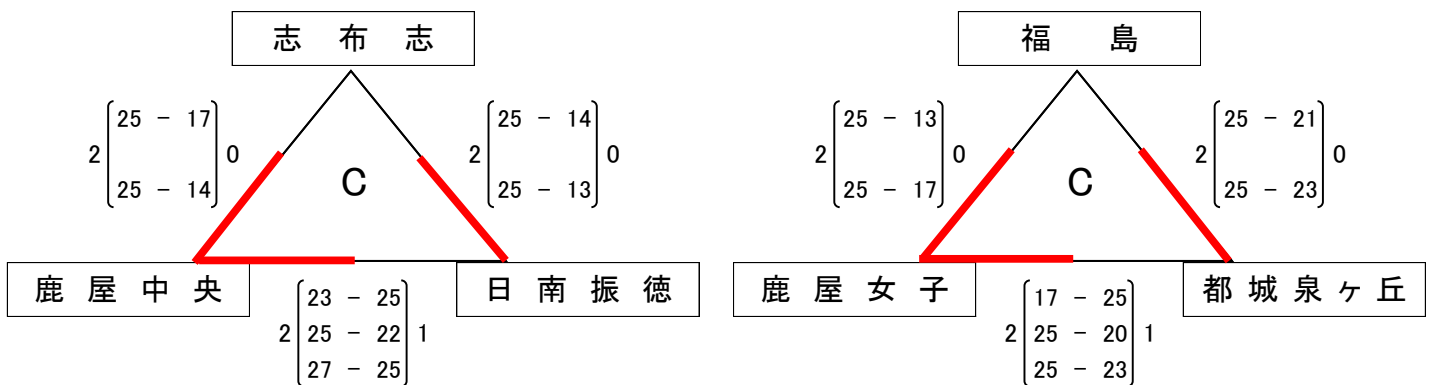 志布志
福島
2 25 - 17 25 - 14 0
2 25 - 14 25 - 13 0
C
2 25 - 13 25 - 17 0
2 25 - 21 25 - 23 0
C
鹿屋中央
日南振徳
鹿屋女子
都城泉ヶ丘
2 23 - 25 25 - 22 27 - 25 1
2 17 - 25 25 - 20 25 - 23 1